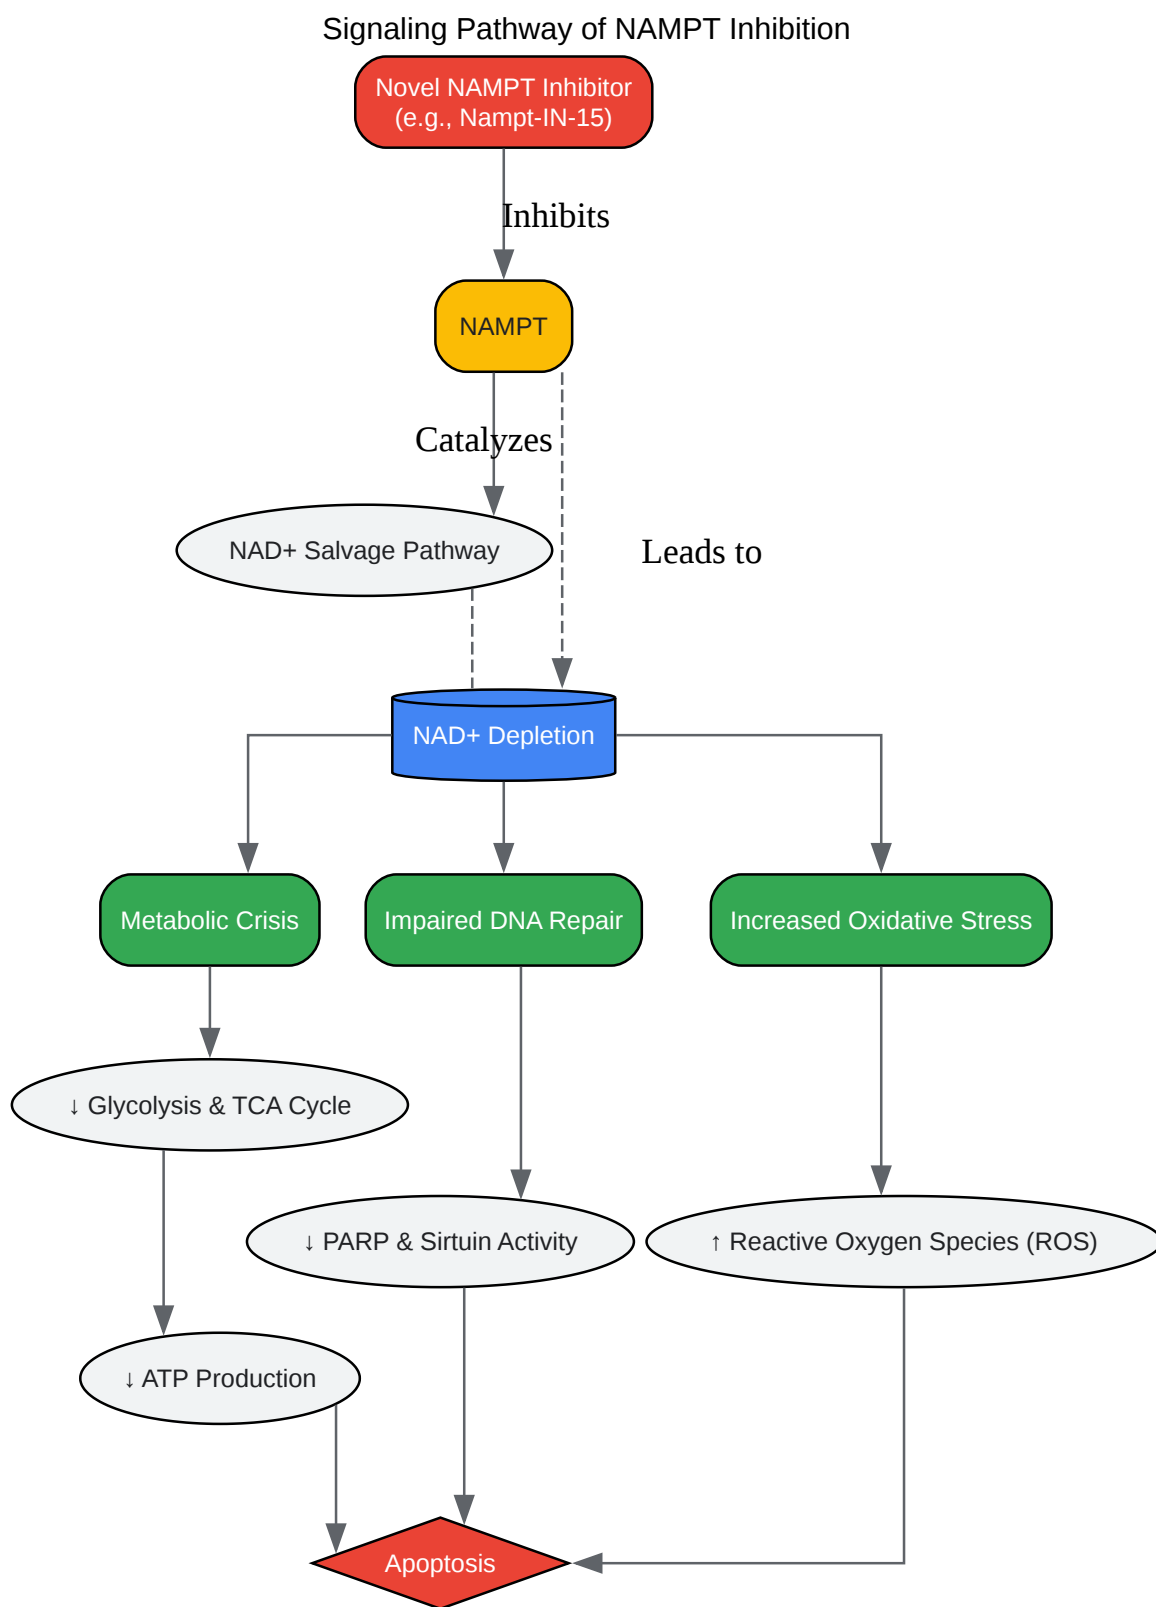 Signaling Pathway of NAMPT Inhibition
Novel NAMPT Inhibitor
(e.g., Nampt-IN-15)
Inhibits
NAMPT
Catalyzes
NAD+ Salvage Pathway
Leads to
NAD+ Depletion
Metabolic Crisis
Impaired DNA Repair
Increased Oxidative Stress
↓ Glycolysis & TCA Cycle
↓ PARP & Sirtuin Activity
↑ Reactive Oxygen Species (ROS)
↓ ATP Production
Apoptosis